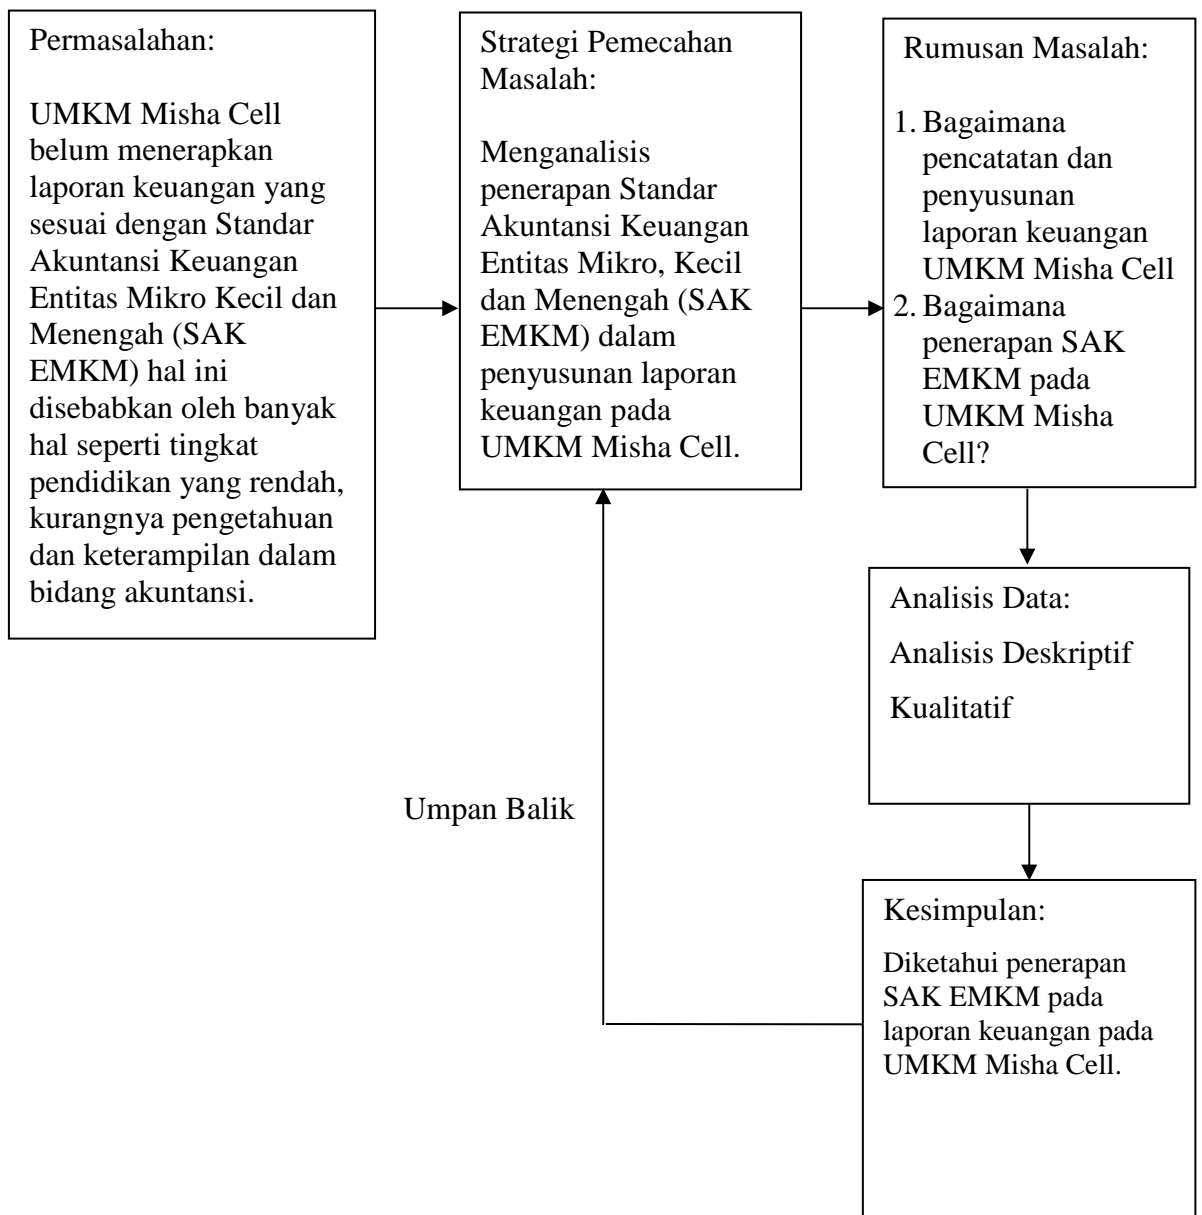 Permasalahan:
UMKM Misha Cell
belum menerapkan
laporan keuangan yang
sesuai dengan Standar
Akuntansi Keuangan
Entitas Mikro Kecil dan
Menengah (SAK
EMKM) hal ini
disebabkan oleh banyak
hal seperti tingkat
pendidikan yang rendah,
kurangnya pengetahuan
dan keterampilan dalam
bidang akuntansi.
Strategi Pemecahan
Masalah:
Menganalisis
penerapan Standar
Akuntansi Keuangan
Entitas Mikro, Kecil
dan Menengah (SAK
EMKM) dalam
penyusunan laporan
keuangan pada
UMKM Misha Cell.
Rumusan Masalah:
1. Bagaimana
pencatatan dan
penyusunan
laporan keuangan
UMKM Misha Cell
2. Bagaimana
penerapan SAK
EMKM pada
UMKM Misha
Cell?
Analisis Data:
Analisis Deskriptif
Kualitatif
Umpan Balik
Kesimpulan:
Diketahui penerapan
SAK EMKM pada
laporan keuangan pada
UMKM Misha Cell.